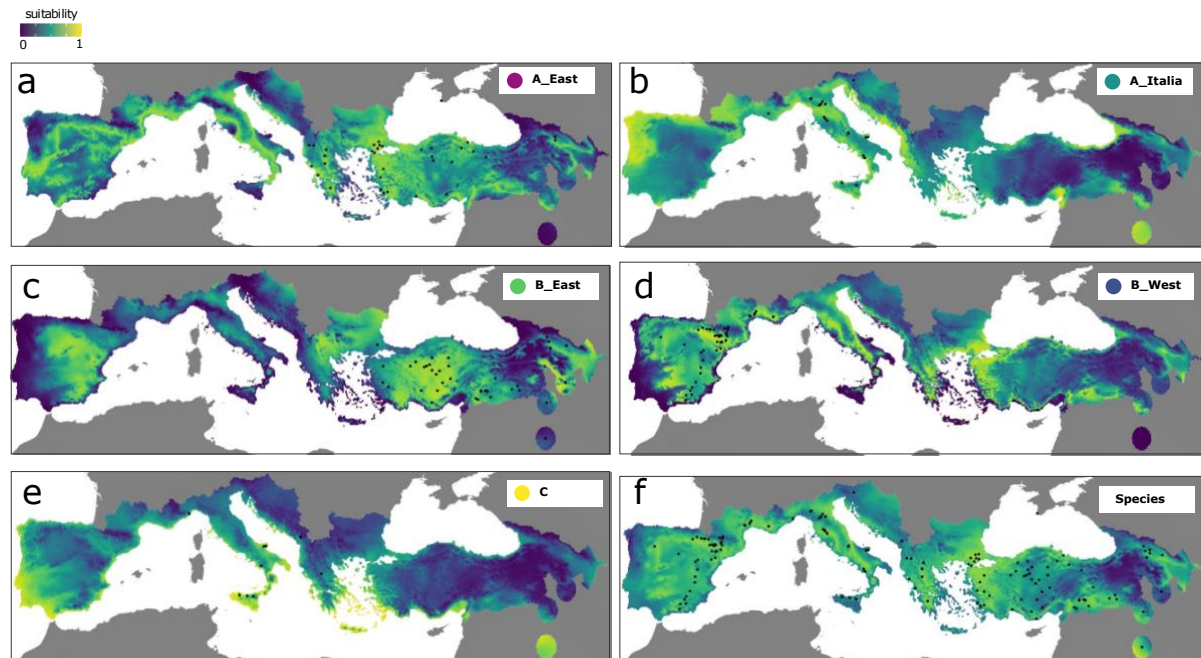 suitability
0 1
a A_East
b A_Italia
c B_East
d B_West
e C
f Species